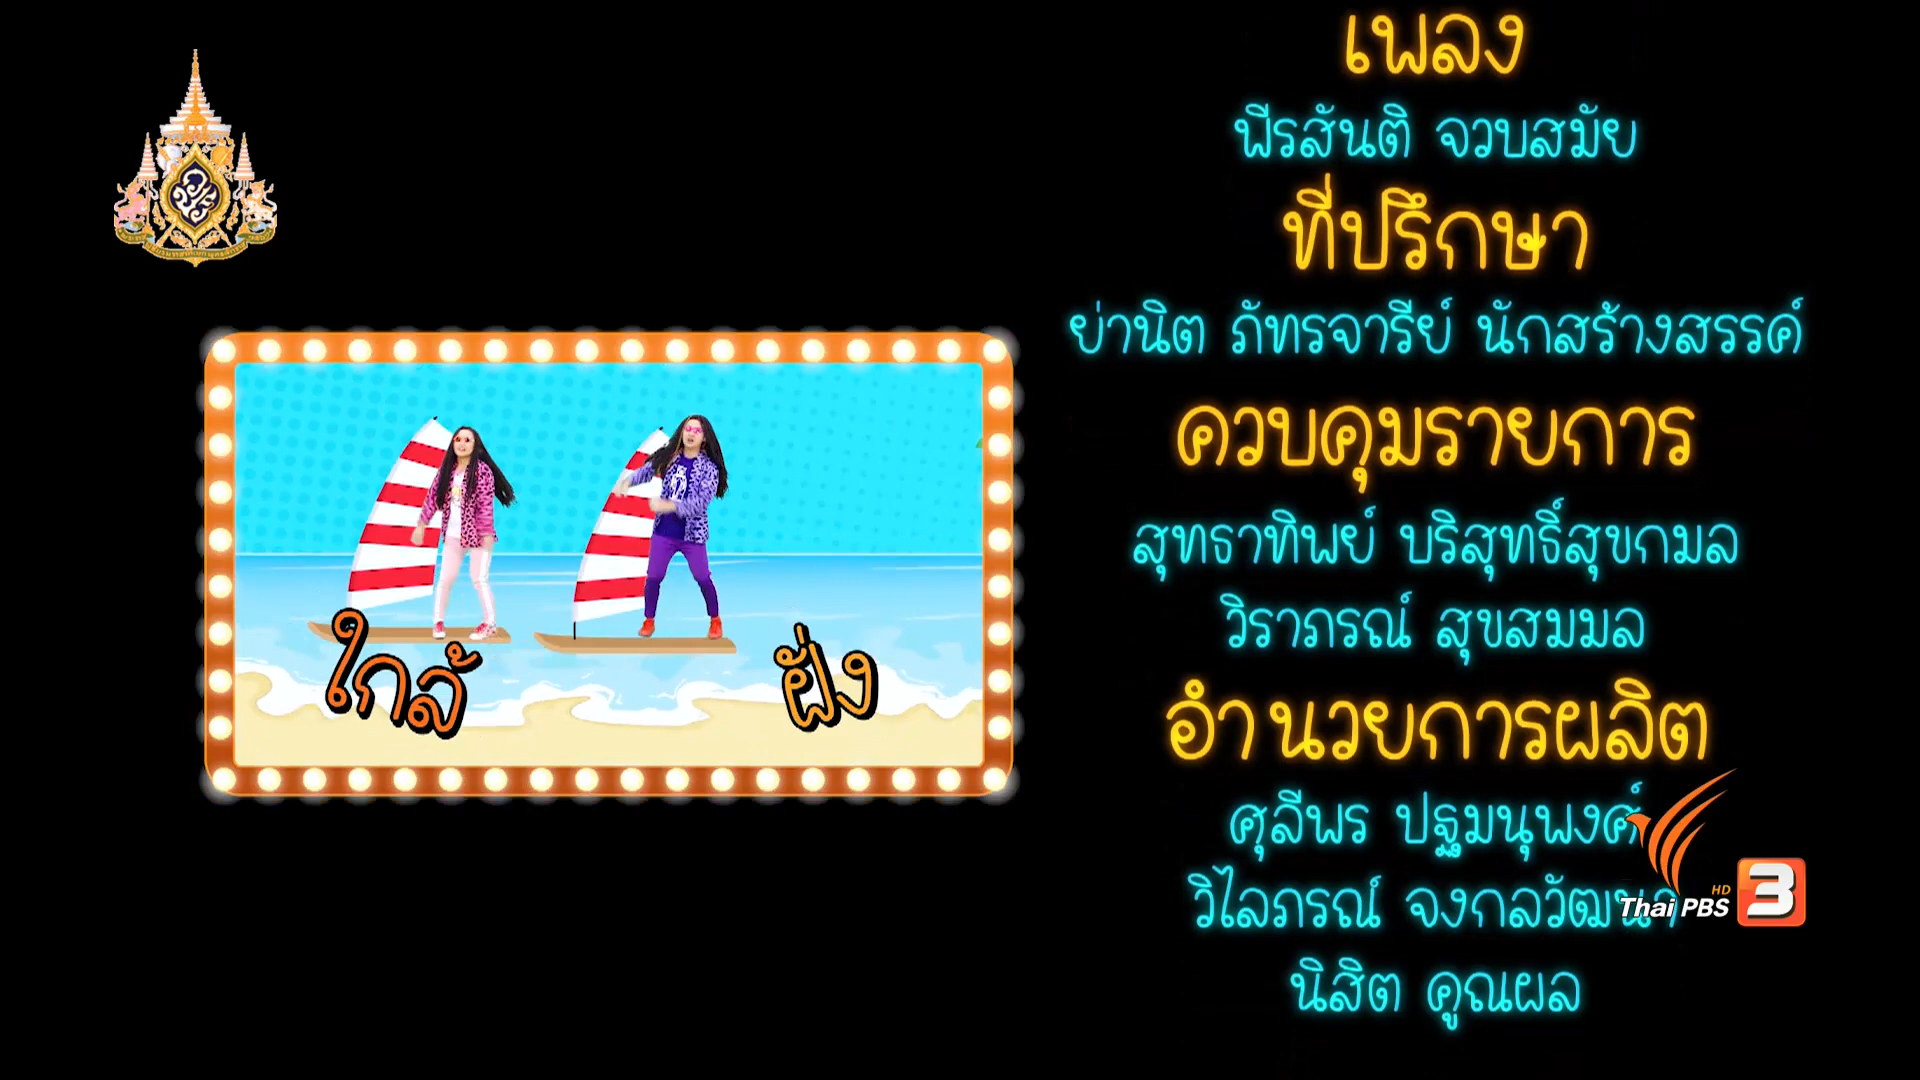 เพลง
พีรสันติ จวบสมัย
ที่ปรึกษา
ย่านิต ภัทรจารีย์ นักสร้างสรรค์
ควบคุมรายการ
สุทธาทิพย์ บริสุทธิ์สุขกมล
วิราภรณ์ สุขสมมล
อำนวยการผลิต
ศุลีพร ปฐมนุพงศ์
วิไลภรณ์ จงกลวัฒนา
นิสิต คูณผล
ใกล้ ฝั่ง
HD
Thai PBS 3